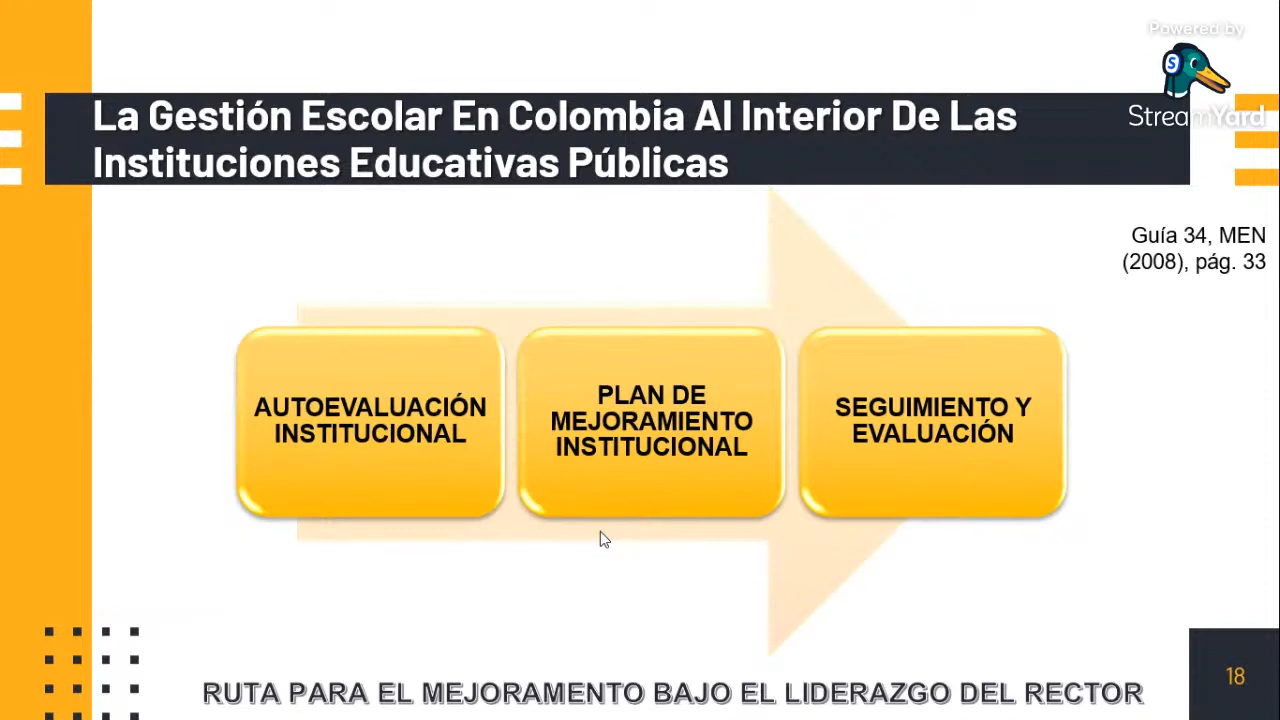 Powered by
StreamYard
La Gestión Escolar En Colombia Al Interior De Las
Instituciones Educativas Públicas
Guía 34, MEN
(2008), pág. 33
AUTOEVALUACIÓN
INSTITUCIONAL
PLAN DE
MEJORAMIENTO
INSTITUCIONAL
SEGUIMIENTO Y
EVALUACIÓN
RUTA PARA EL MEJORAMENTO BAJO EL LIDERAZGO DEL RECTOR
18